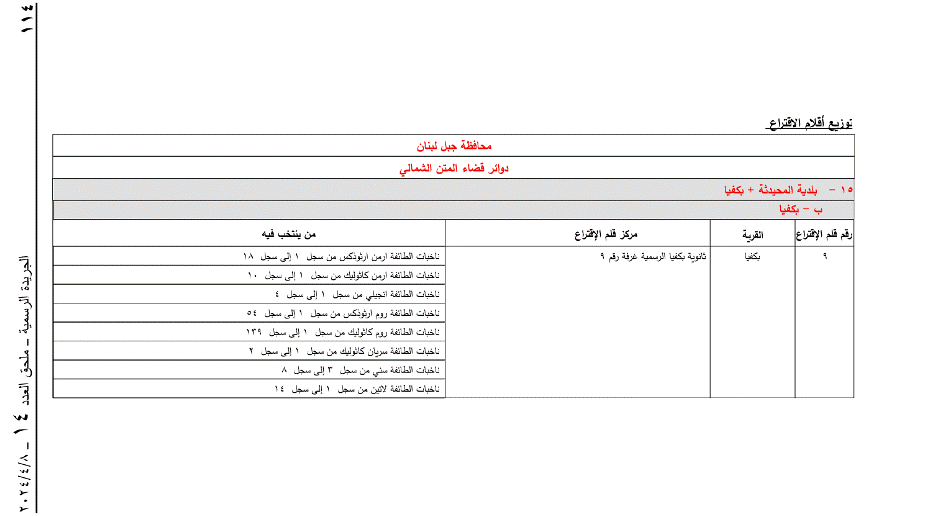 ١١٤
الجريدة الرسمية – ملحق العدد ١٤ – ٢٠٢٤/٤/٨
توزيع أقلام الاقتراع
محافظة جبل لبنان
دوائر قضاء المتن الشمالي
١٥ – بلدية المحيدثة + بكفيا
ب – بكفيا
رقم قلم الإقتراع القرية مركز قلم الإقتراع من ينتخب فيه
٩ بكفيا ثانوية بكفيا الرسمية غرفة رقم ٩ ناخبات الطائفة ارمن ارثوذكس من سجل ١ إلى سجل ١٨
ناخبات الطائفة ارمن كاثوليك من سجل ١ إلى سجل ١٠
ناخبات الطائفة انجيلي من سجل ١ إلى سجل ٤
ناخبات الطائفة روم ارثوذكس من سجل ١ إلى سجل ٥٤
ناخبات الطائفة روم كاثوليك من سجل ١ إلى سجل ١٣٩
ناخبات الطائفة سريان كاثوليك من سجل ١ إلى سجل ٢
ناخبات الطائفة سني من سجل ٣ إلى سجل ٨
ناخبات الطائفة لاتين من سجل ١ إلى سجل ١٤